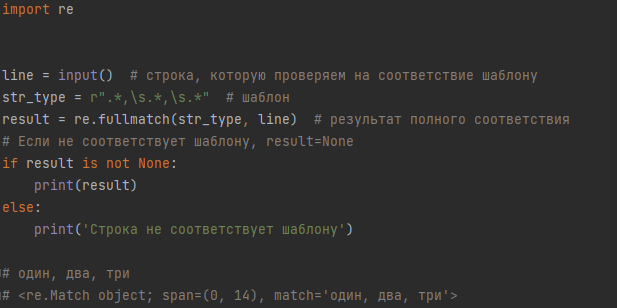 import re
line = input()  # строка, которую проверяем на соответствие шаблону
str_type = r".*,\s.*,\s.*"  # шаблон
result = re.fullmatch(str_type, line)  # результат полного соответствия
# Если не соответствует шаблону, result=None
if result is not None:
    print(result)
else:
    print('Строка не соответствует шаблону')
# один, два, три
# <re.Match object; span=(0, 14), match='один, два, три'>